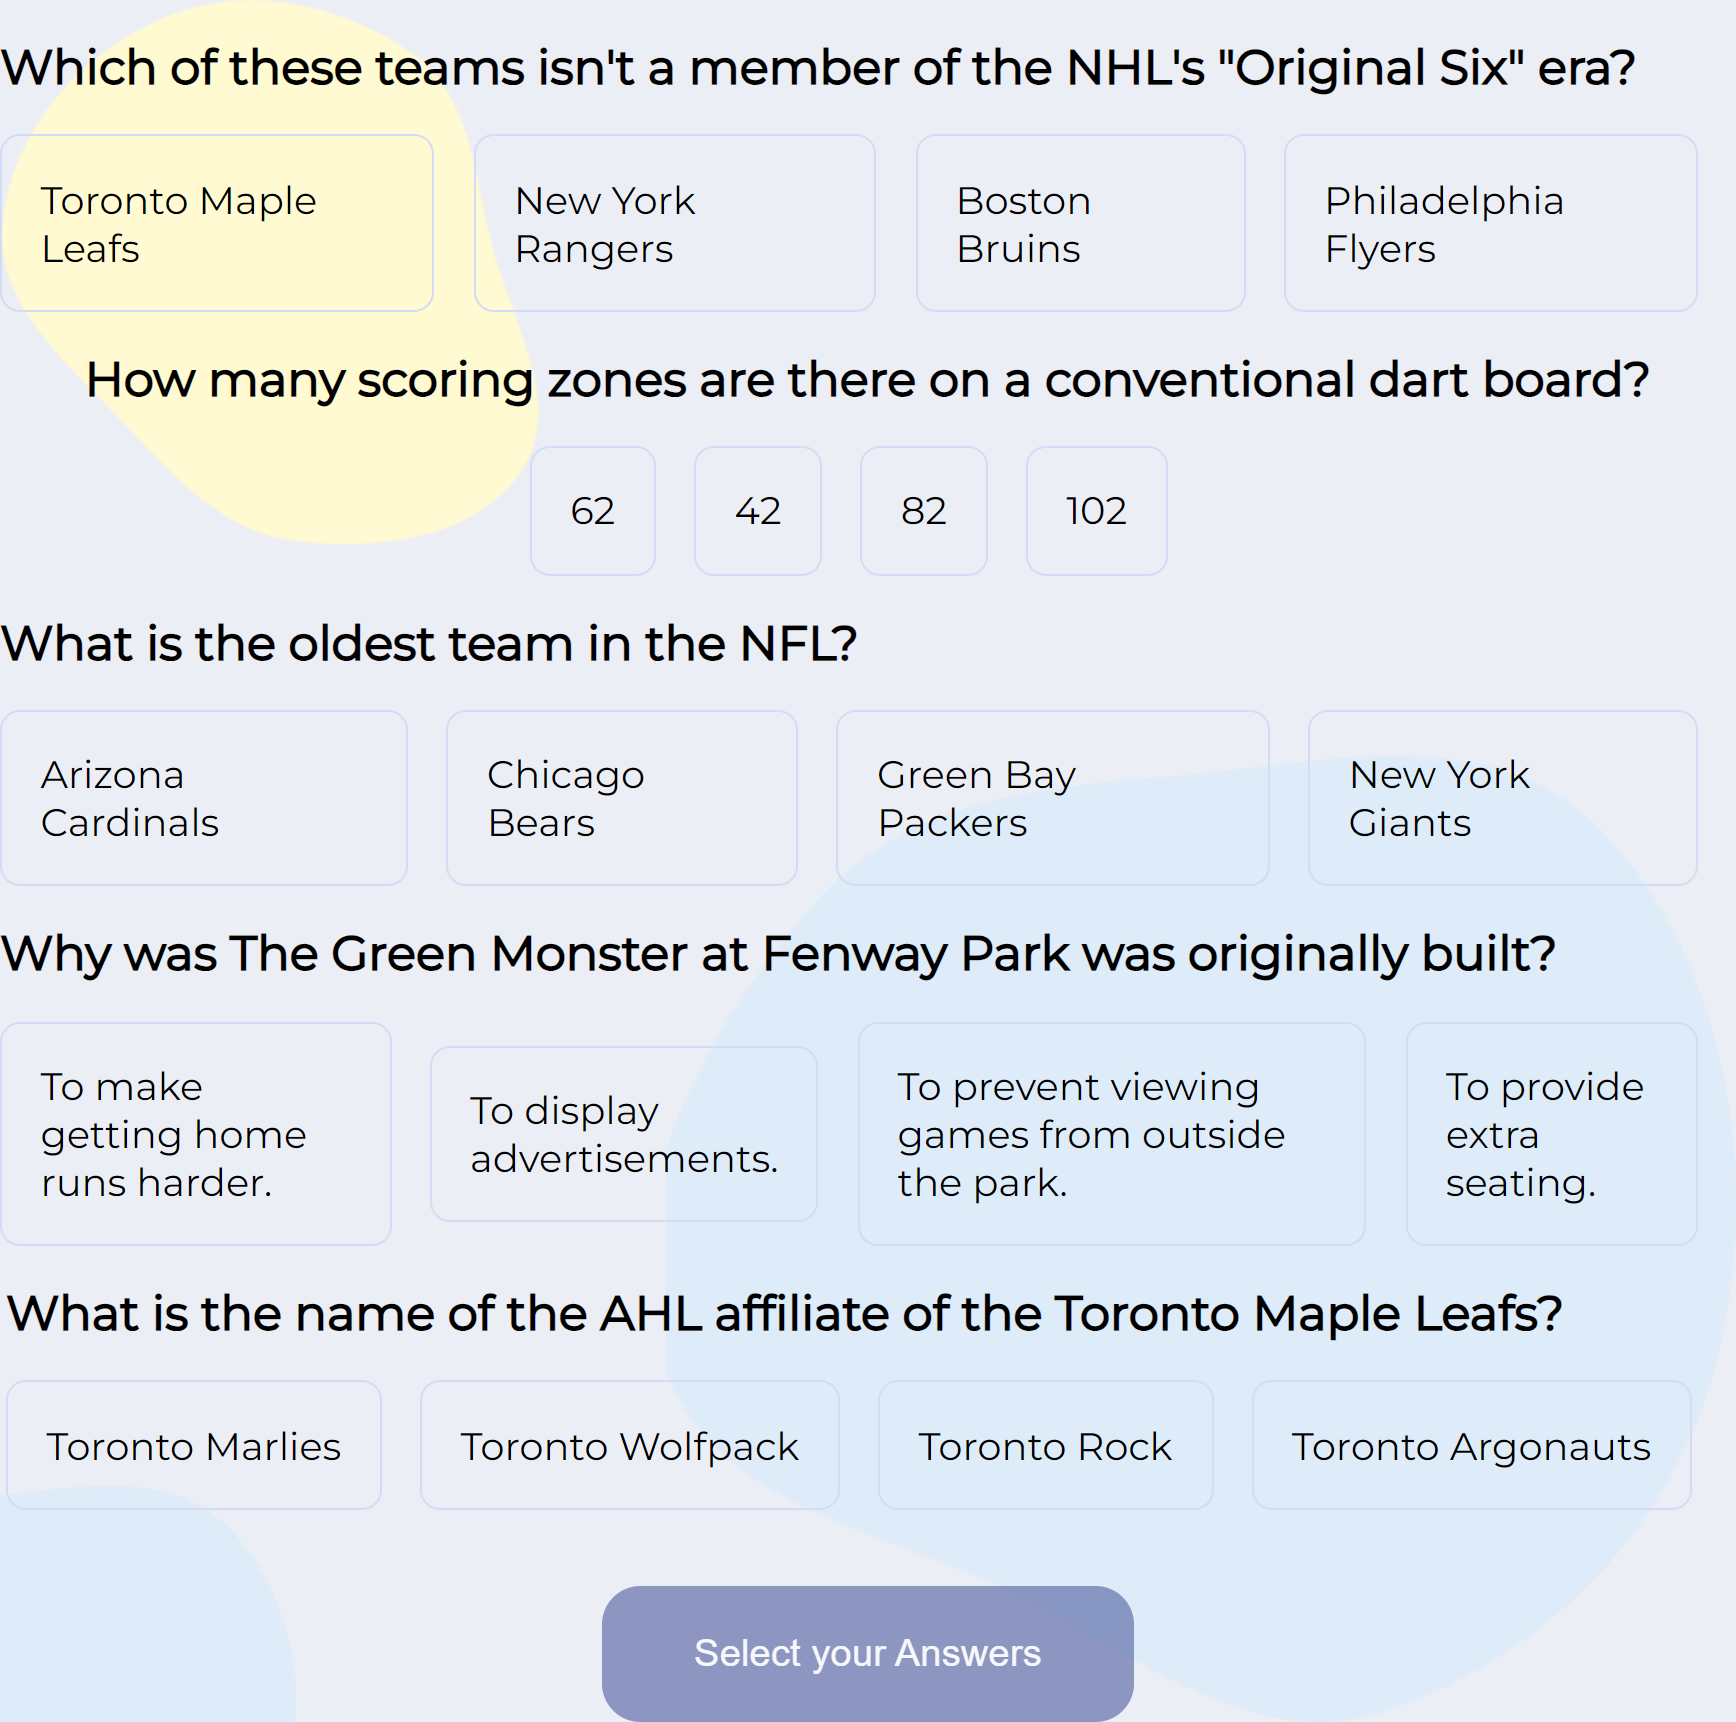 Which of these teams isn't a member of the NHL's "Original Six" era?
Toronto Maple
Leafs
New York
Rangers
Boston
Bruins
Philadelphia
Flyers
How many scoring zones are there on a conventional dart board?
62
42
82
102
What is the oldest team in the NFL?
Arizona
Cardinals
Chicago
Bears
Green Bay
Packers
New York
Giants
Why was The Green Monster at Fenway Park was originally built?
To make
getting home
runs harder.
To display
advertisements.
To prevent viewing
games from outside
the park.
To provide
extra
seating.
What is the name of the AHL affiliate of the Toronto Maple Leafs?
Toronto Marlies
Toronto Wolfpack
Toronto Rock
Toronto Argonauts
Select your Answers